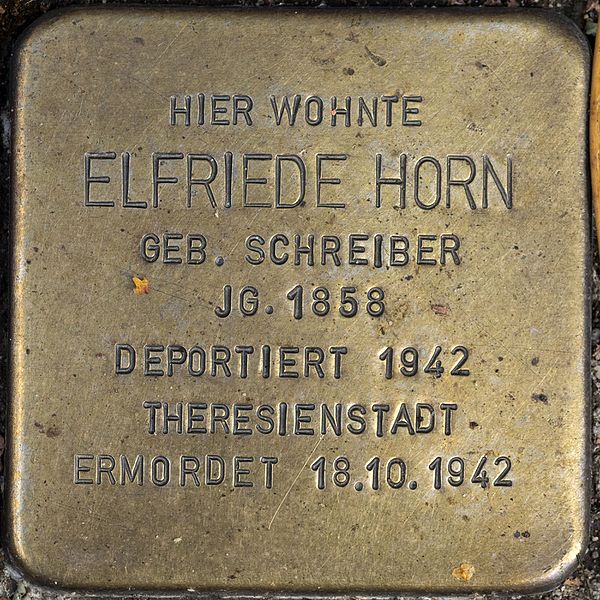 HIER WOHNTE
ELFRIEDE HORN
GEB. SCHREIBER
JG. 1858
DEPORTIERT 1942
THERESIENSTADT
ERMORDET 18.10.1942